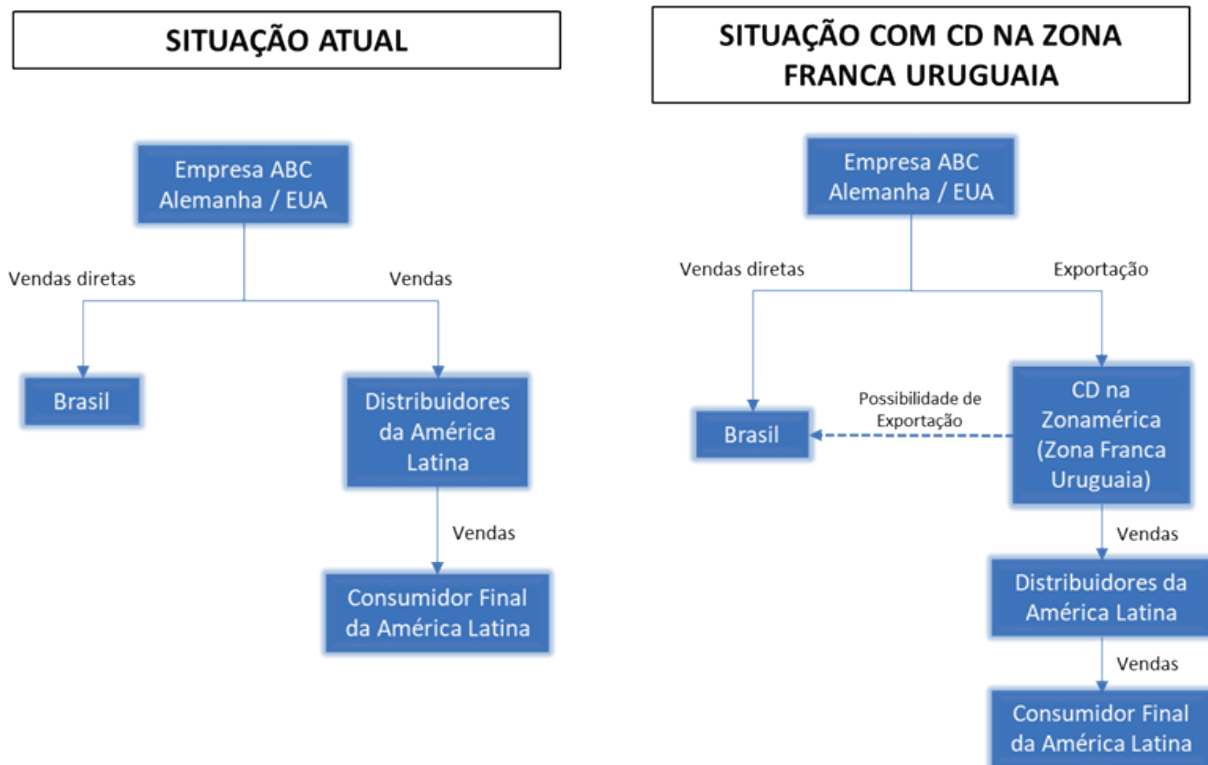 SITUAÇÃO ATUAL
Empresa ABC
Alemanha / EUA
Vendas diretas
Vendas
Brasil
Distribuidores
da América
Latina
Vendas
Consumidor Final
da América Latina
SITUAÇÃO COM CD NA ZONA
FRANCA URUGUAIA
Empresa ABC
Alemanha / EUA
Vendas diretas
Exportação
Brasil
Possibilidade de
Exportação
CD na
Zonamérica
(Zona Franca
Uruguaia)
Vendas
Distribuidores da
América Latina
Vendas
Consumidor Final
da América Latina